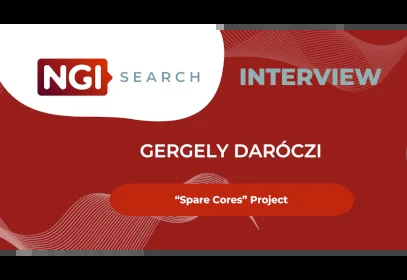 NGI SEARCH INTERVIEW
GERGELY DARÓCZI
“Spare Cores” Project